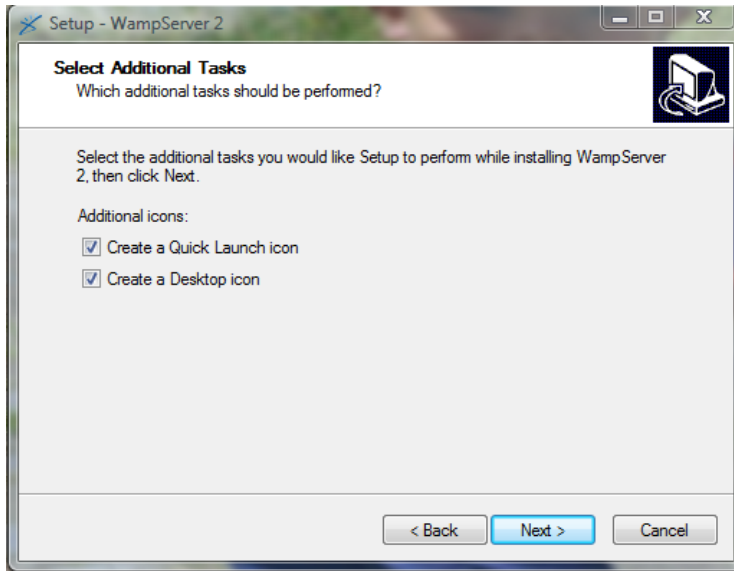 Setup - WampServer 2
Select Additional Tasks
Which additional tasks should be performed?
Select the additional tasks you would like Setup to perform while installing WampServer
2, then click Next.
Additional icons:
Create a Quick Launch icon
Create a Desktop icon
< Back Next > Cancel